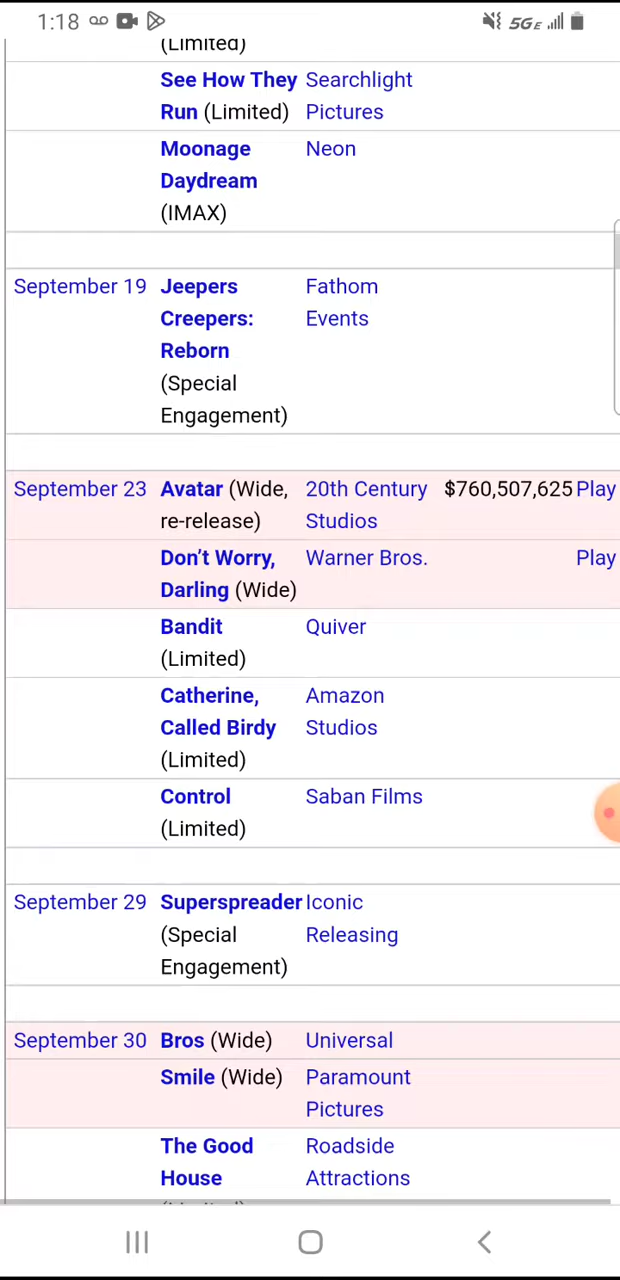 1:18
5GE
(Limited)
See How They Searchlight
Run (Limited) Pictures
Moonage Neon
Daydream
(IMAX)
September 19 Jeepers Fathom
Creepers: Events
Reborn
(Special
Engagement)
September 23 Avatar (Wide, 20th Century $760,507,625 Play
re-release) Studios
Don’t Worry, Warner Bros. Play
Darling (Wide)
Bandit Quiver
(Limited)
Catherine, Amazon
Called Birdy Studios
(Limited)
Control Saban Films
(Limited)
September 29 Superspreader Iconic
(Special Releasing
Engagement)
September 30 Bros (Wide) Universal
Smile (Wide) Paramount
Pictures
The Good Roadside
House Attractions